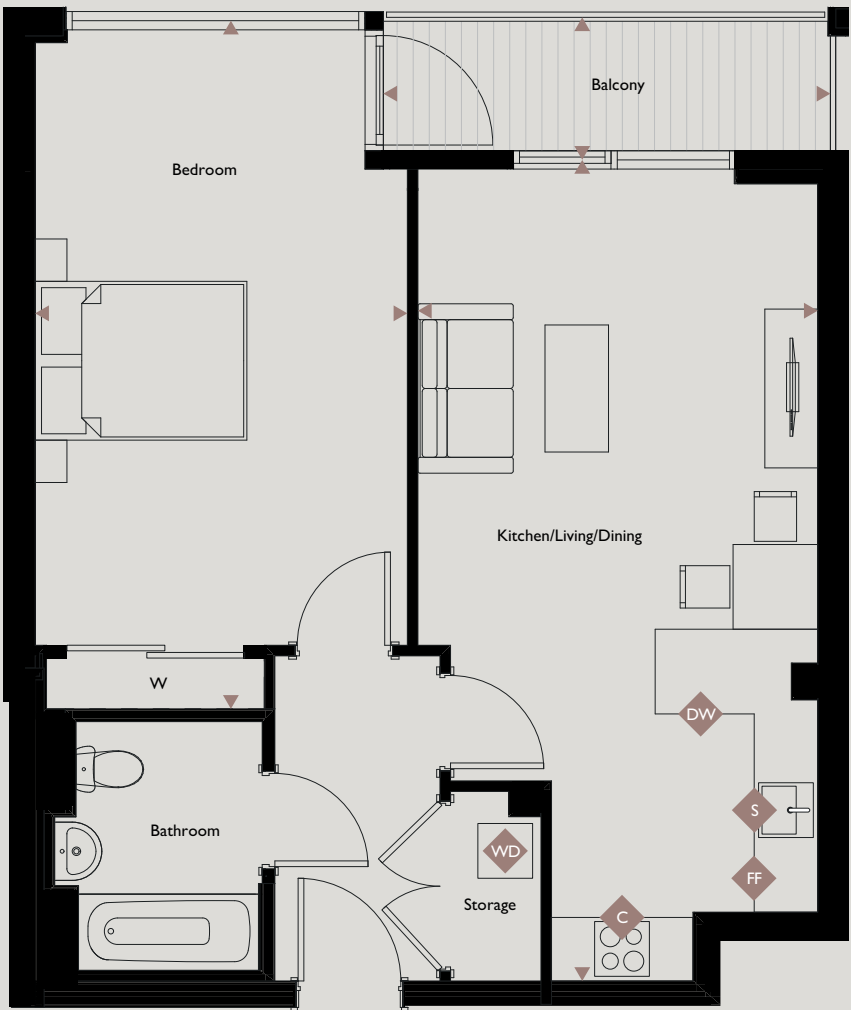 Balcony
Bedroom
Kitchen/Living/Dining
W
DW
S
Bathroom
WD
FF
Storage
C